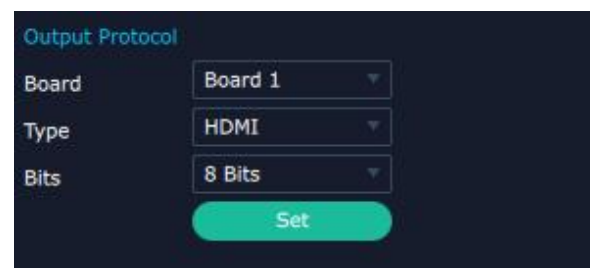 Output Protocol
Board Board 1
Type HDMI
Bits 8 Bits
Set